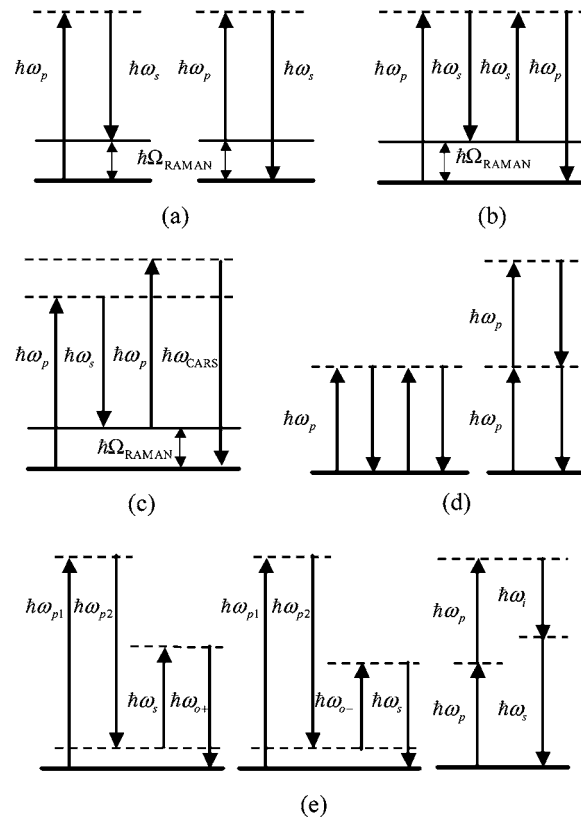 ħω_p ħω_s ħω_p ħω_s
ħΩ_RAMAN
(a)
ħω_p ħω_s ħω_s ħω_p
ħΩ_RAMAN
(b)
ħω_p ħω_s ħω_p ħω_CARS
ħΩ_RAMAN
(c)
ħω_p
ħω_p ħω_p
(d)
ħω_p1 ħω_p2 ħω_p1 ħω_p2 ħω_p ħω_i
ħω_s ħω_o+ ħω_o− ħω_s ħω_p ħω_s
(e)